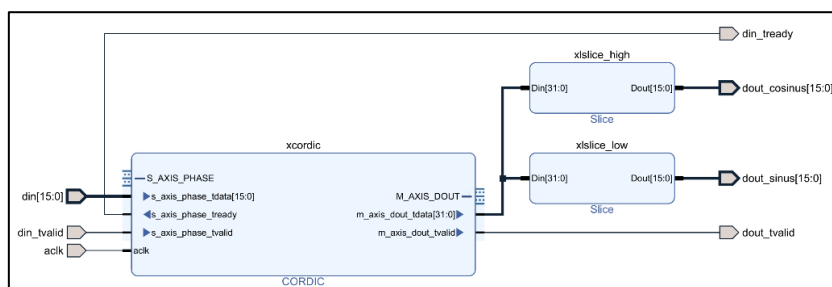 din_tready
xlslice_high
Din[31:0]
Dout[15:0]
dout_cosinus[15:0]
Slice
xlslice_low
xcordic
Din[31:0]
Dout[15:0]
dout_sinus[15:0]
Slice
S_AXIS_PHASE
din[15:0]
s_axis_phase_tdata[15:0]
M_AXIS_DOUT
s_axis_phase_tready
m_axis_dout_tdata[31:0]
din_tvalid
s_axis_phase_tvalid
m_axis_dout_tvalid
dout_tvalid
aclk
aclk
CORDIC